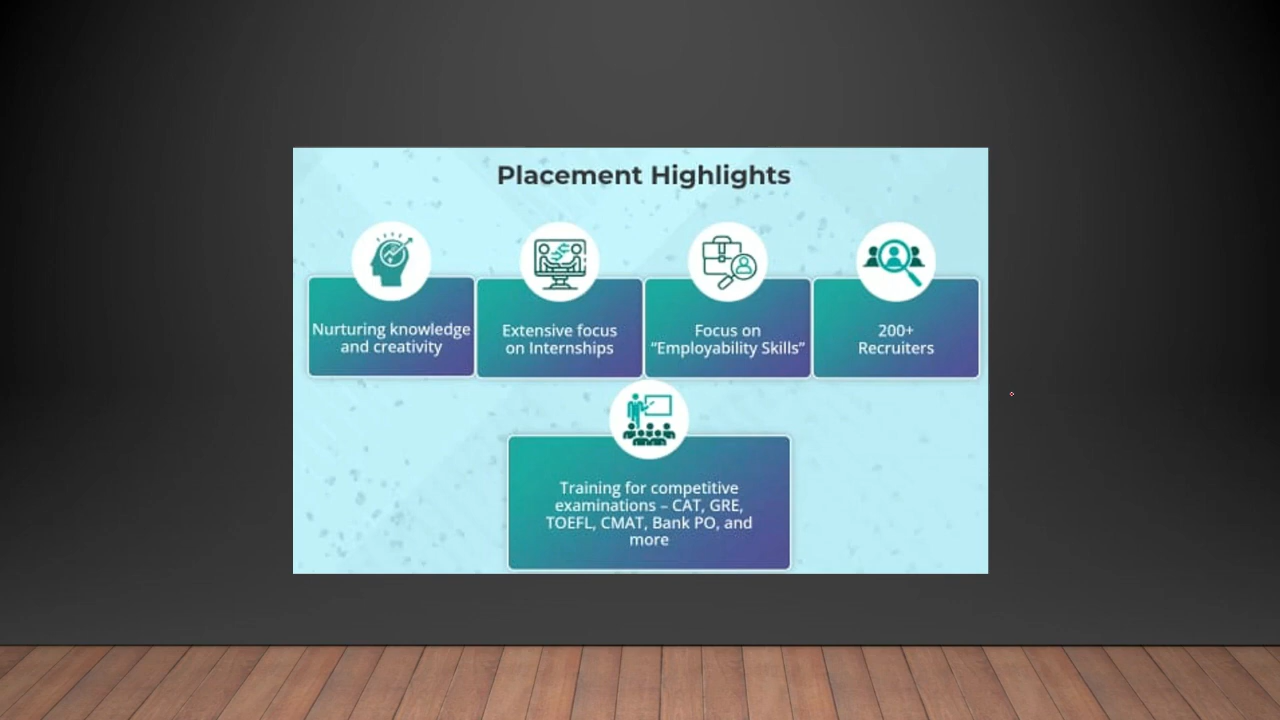 Placement Highlights
Nurturing knowledge
and creativity
Extensive focus
on Internships
Focus on
“Employability Skills”
200+
Recruiters
Training for competitive
examinations – CAT, GRE,
TOEFL, CMAT, Bank PO, and
more